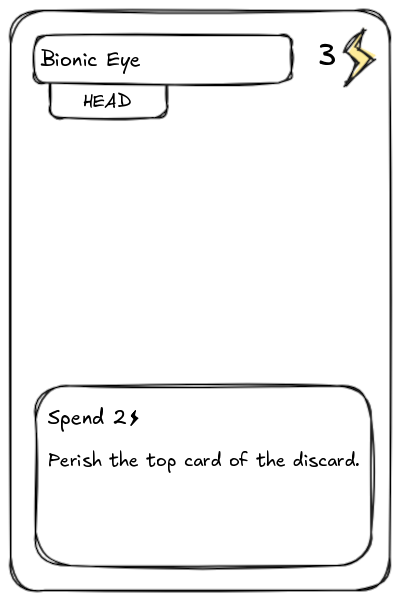 Bionic Eye
3
HEAD
Spend 2⚡
Perish the top card of the discard.